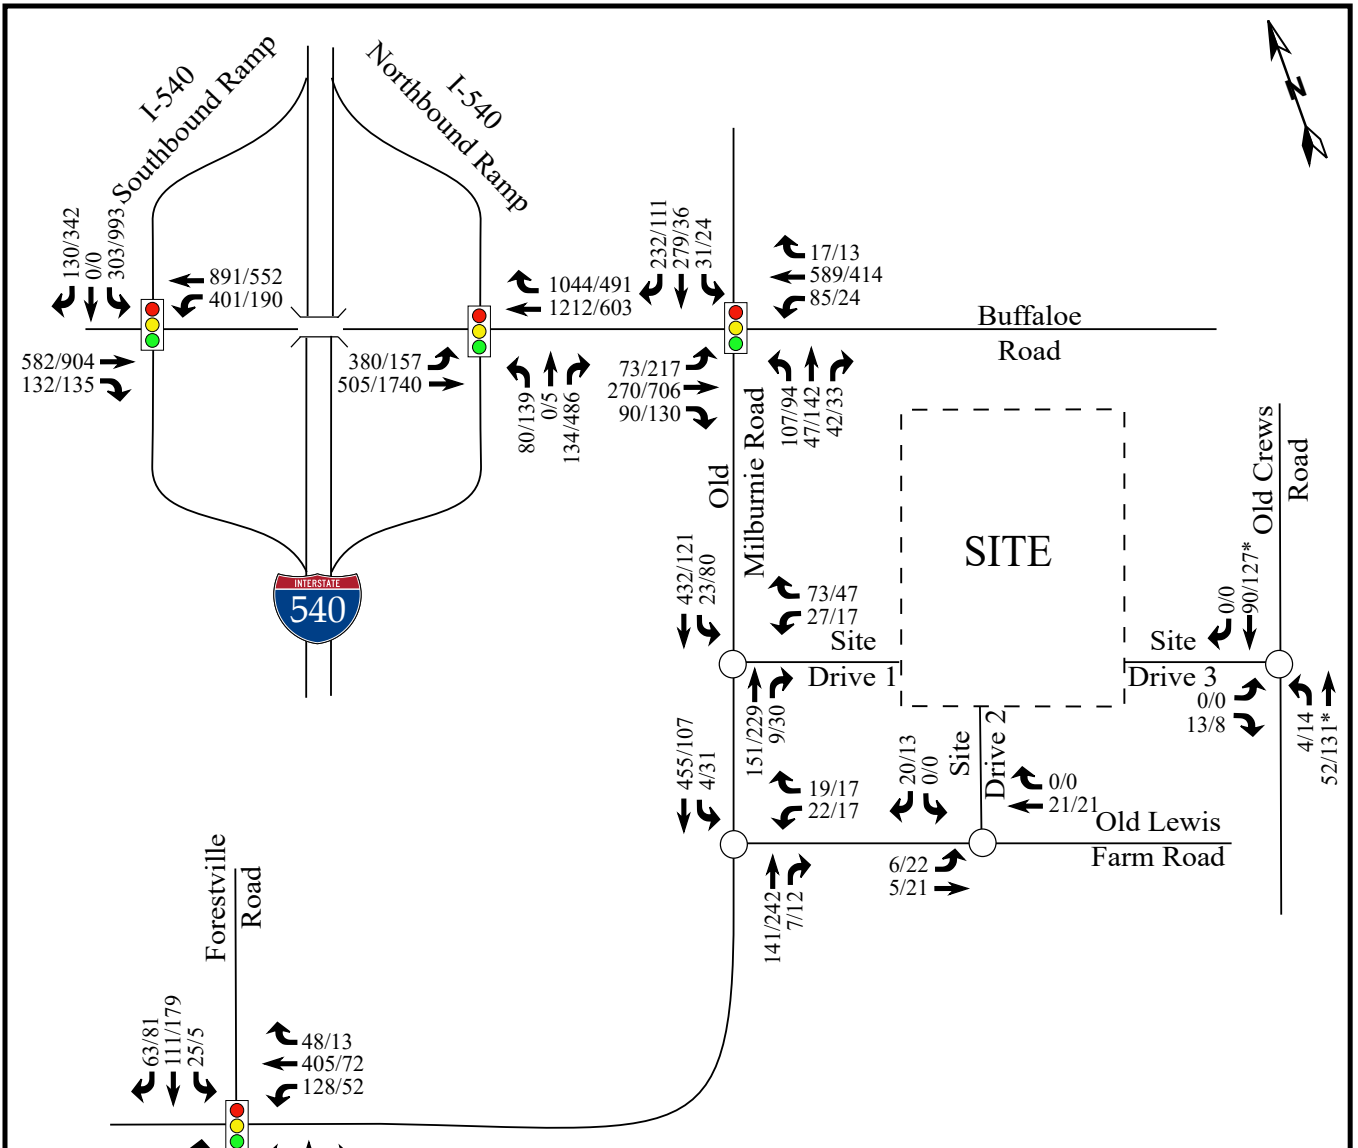 I-540
Southbound Ramp
I-540
Northbound Ramp
N
130/342
0/0
303/993
891/552
401/190
582/904
132/135
1044/491
1212/603
380/157
505/1740
80/139
0/5
134/486
232/111
279/36
31/24
17/13
589/414
85/24
73/217
270/706
90/130
107/94
47/142
42/33
Buffaloe
Road
Old
Milburnie Road
SITE
Old Crews
Road
INTERSTATE
540
432/121
23/80
73/47
27/17
Site
Drive 1
151/229
9/30
0/0
90/127*
Site
Drive 3
0/0
13/8
4/14
52/131*
455/107
4/31
19/17
22/17
141/242
7/12
20/13
0/0
Site
Drive 2
0/0
21/21
6/22
5/21
Old Lewis
Farm Road
Forestville
Road
63/81
111/179
25/5
48/13
405/72
128/52